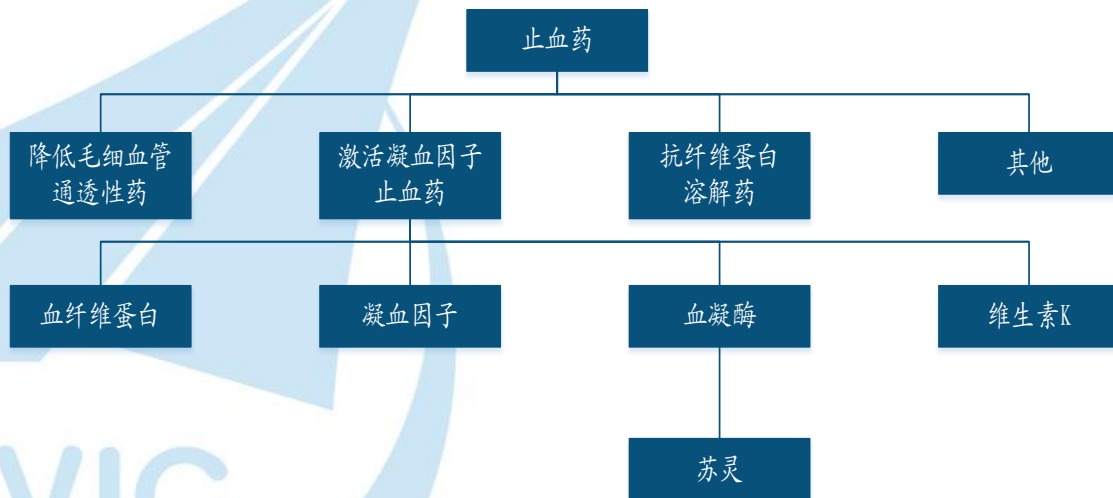 止血药
降低毛细血管
通透性药
激活凝血因子
止血药
抗纤维蛋白
溶解药
其他
血纤维蛋白
凝血因子
血凝酶
维生素K
苏灵
VIC